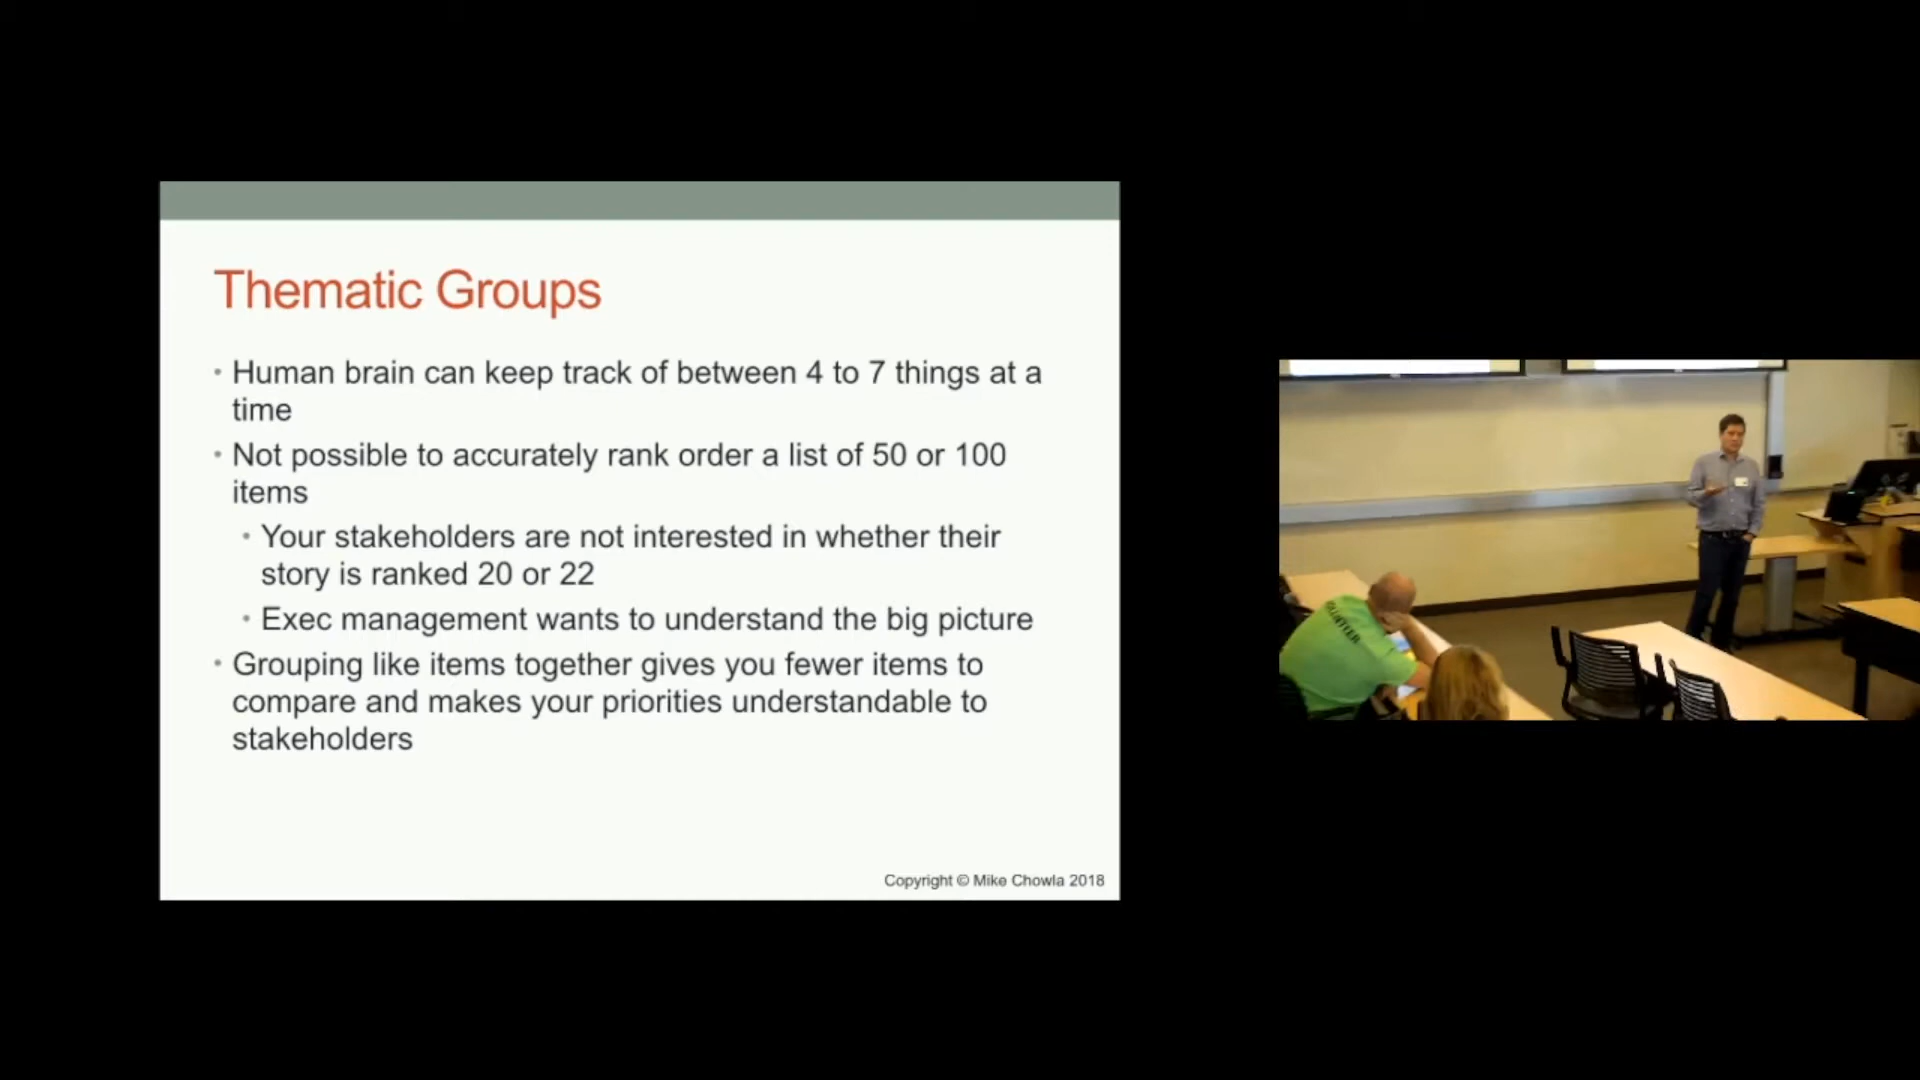 Thematic Groups
• Human brain can keep track of between 4 to 7 things at a
time
• Not possible to accurately rank order a list of 50 or 100
items
• Your stakeholders are not interested in whether their
story is ranked 20 or 22
• Exec management wants to understand the big picture
• Grouping like items together gives you fewer items to
compare and makes your priorities understandable to
stakeholders
Copyright © Mike Chowla 2018
VOLUNTEER